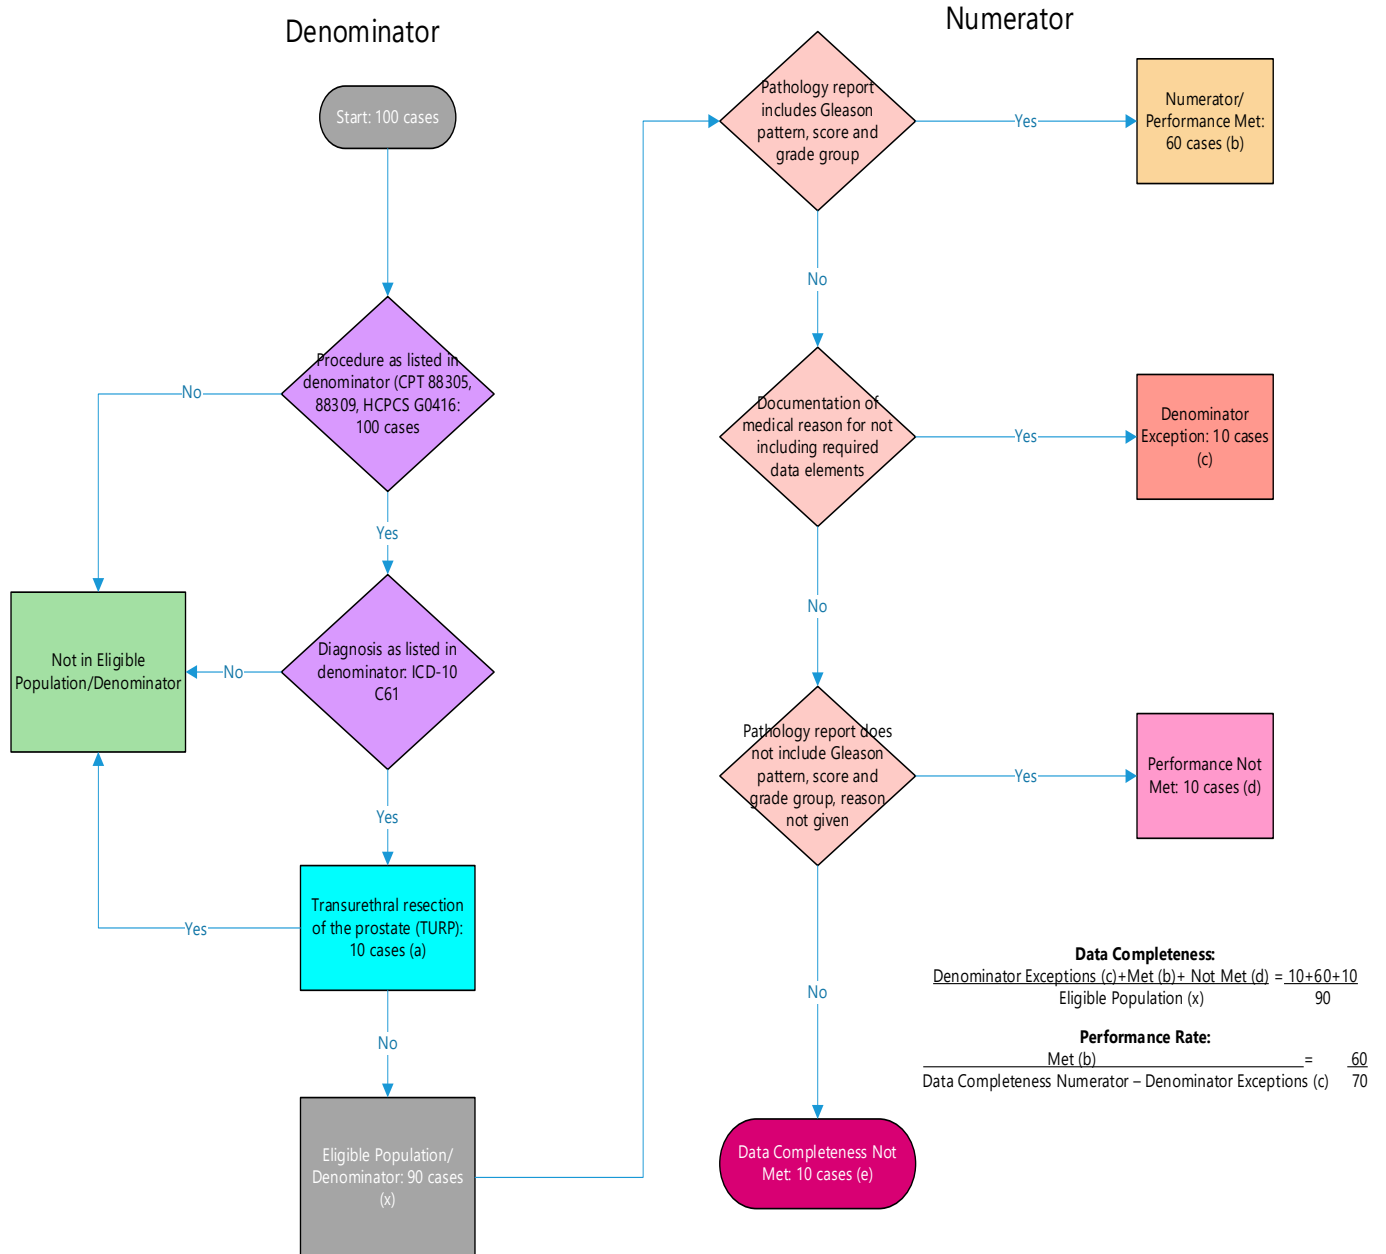 Denominator
Start: 100 cases
Procedure as listed in
denominator (CPT 88305,
88309, HCPCS G0416:
100 cases
No
Yes
Diagnosis as listed in
denominator: ICD-10
C61
No
Not in Eligible
Population/Denominator
Yes
Transurethral resection
of the prostate (TURP):
10 cases (a)
Yes
No
Eligible Population/
Denominator: 90 cases
(x)
Numerator
Pathology report
includes Gleason
pattern, score and
grade group
Yes
Numerator/
Performance Met:
60 cases (b)
No
Documentation of
medical reason for not
including required
data elements
Yes
Denominator
Exception: 10 cases
(c)
No
Pathology report does
not include Gleason
pattern, score and
grade group, reason
not given
Yes
Performance Not
Met: 10 cases (d)
No
Data Completeness Not
Met: 10 cases (e)
Data Completeness:
Denominator Exceptions (c)+Met (b)+ Not Met (d) = 10+60+10
Eligible Population (x) 90
Performance Rate:
Met (b) = 60
Data Completeness Numerator – Denominator Exceptions (c) 70